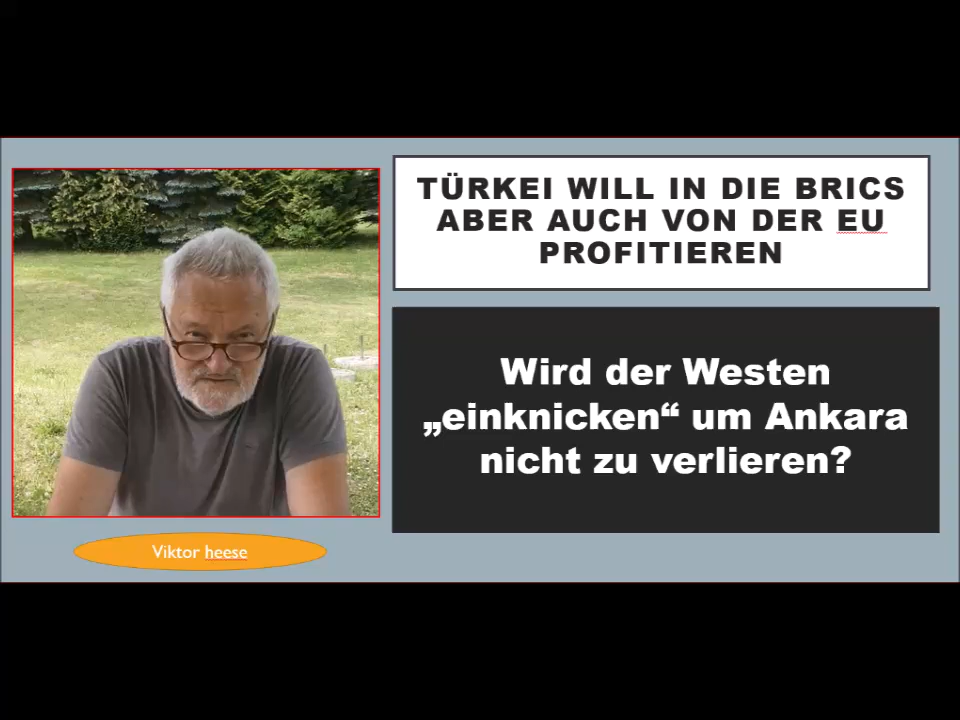 TÜRKEI WILL IN DIE BRICS
ABER AUCH VON DER EU
PROFITIEREN
Wird der Westen
„einknicken“ um Ankara
nicht zu verlieren?
Viktor heese